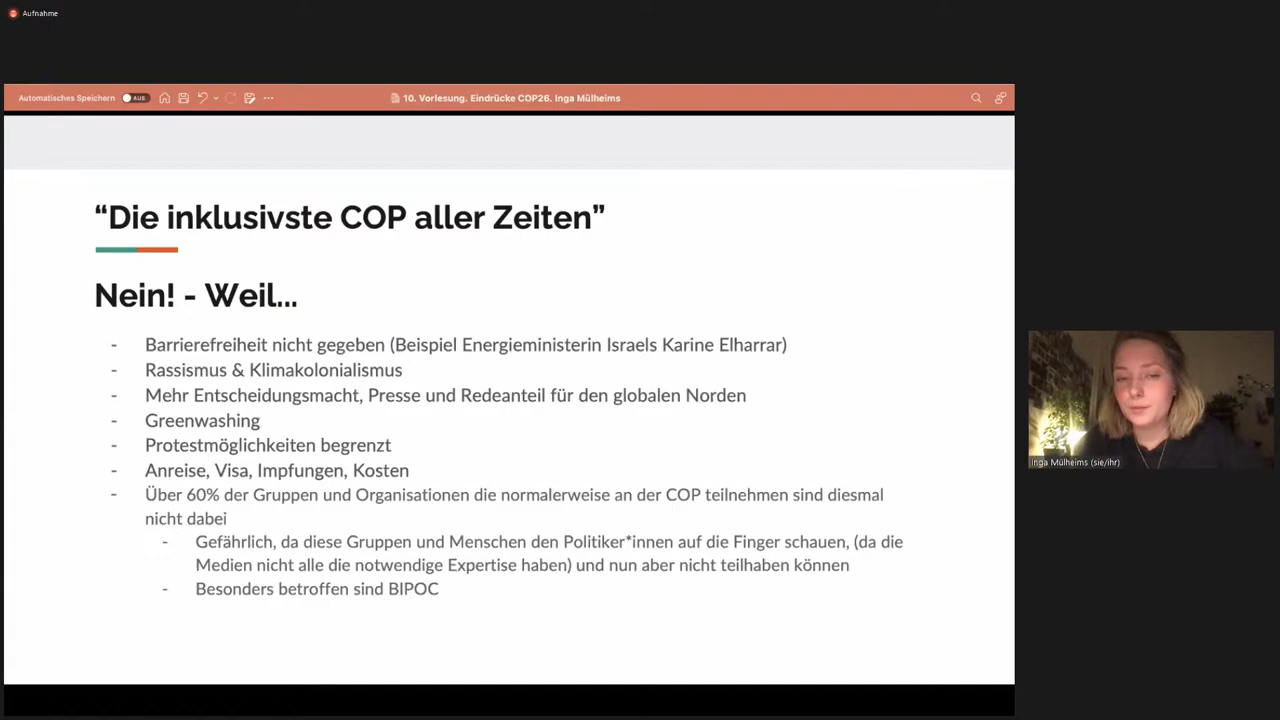 Aufnahme
Automatisches Speichern AUS
10. Vorlesung. Eindrücke COP26. Inga Mülheims
“Die inklusivste COP aller Zeiten”
Nein! - Weil...
- Barrierefreiheit nicht gegeben (Beispiel Energieministerin Israels Karine Elharrar)
- Rassismus & Klimakolonialismus
- Mehr Entscheidungsmacht, Presse und Redeanteil für den globalen Norden
- Greenwashing
- Protestmöglichkeiten begrenzt
- Anreise, Visa, Impfungen, Kosten
- Über 60% der Gruppen und Organisationen die normalerweise an der COP teilnehmen sind diesmal
nicht dabei
- Gefährlich, da diese Gruppen und Menschen den Politiker*innen auf die Finger schauen, (da die
Medien nicht alle die notwendige Expertise haben) und nun aber nicht teilhaben können
- Besonders betroffen sind BIPOC
Inga Mülheims (sie/ihr)